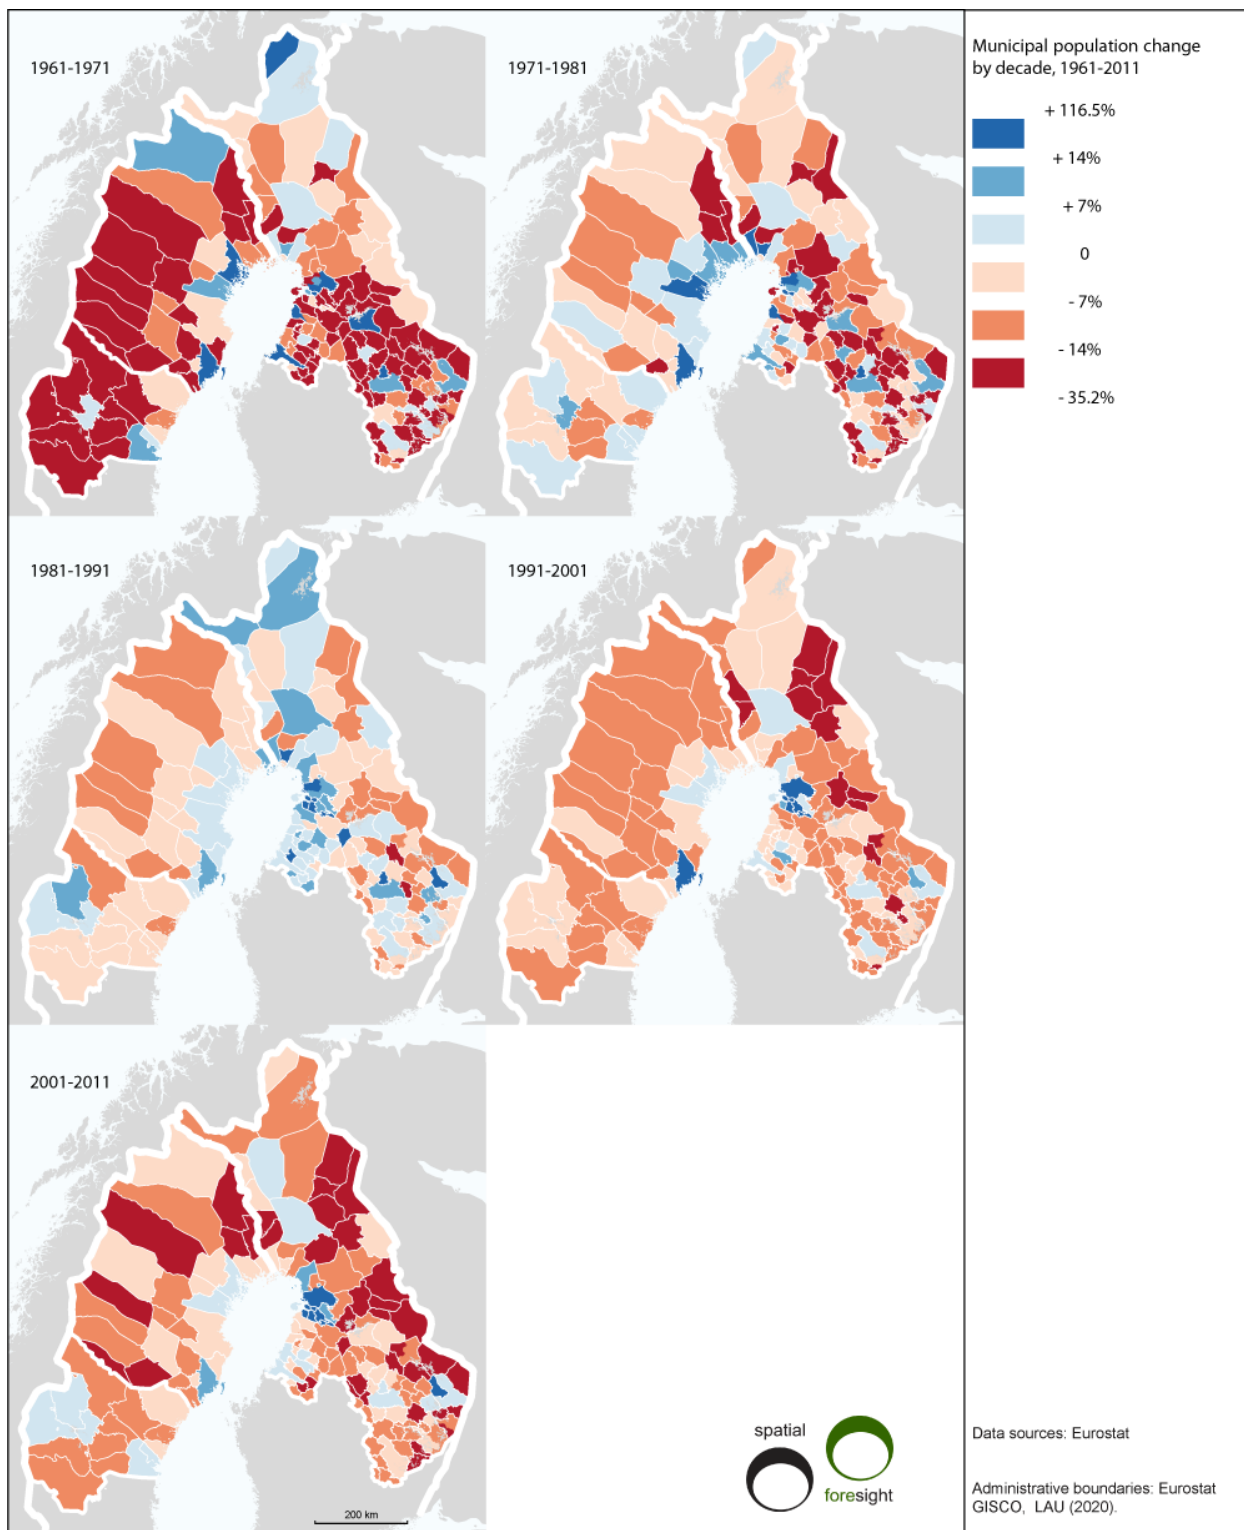 1961-1971
1971-1981
Municipal population change
by decade, 1961-2011
+ 116.5%
+ 14%
+ 7%
0
- 7%
- 14%
- 35.2%
1981-1991
1991-2001
2001-2011
200 km
spatial
foresight
Data sources: Eurostat
Administrative boundaries: Eurostat
GISCO, LAU (2020).